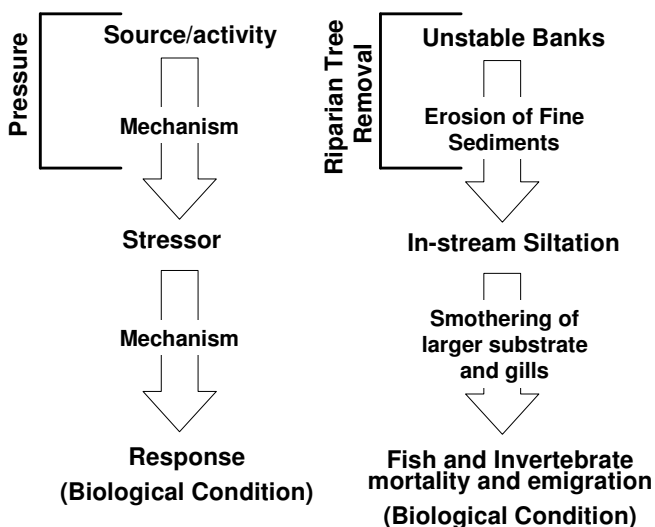 Pressure
Source/activity
Mechanism
Stressor
Mechanism
Response
(Biological Condition)
Riparian Tree
Removal
Unstable Banks
Erosion of Fine
Sediments
In-stream Siltation
Smothering of
larger substrate
and gills
Fish and Invertebrate
mortality and emigration
(Biological Condition)